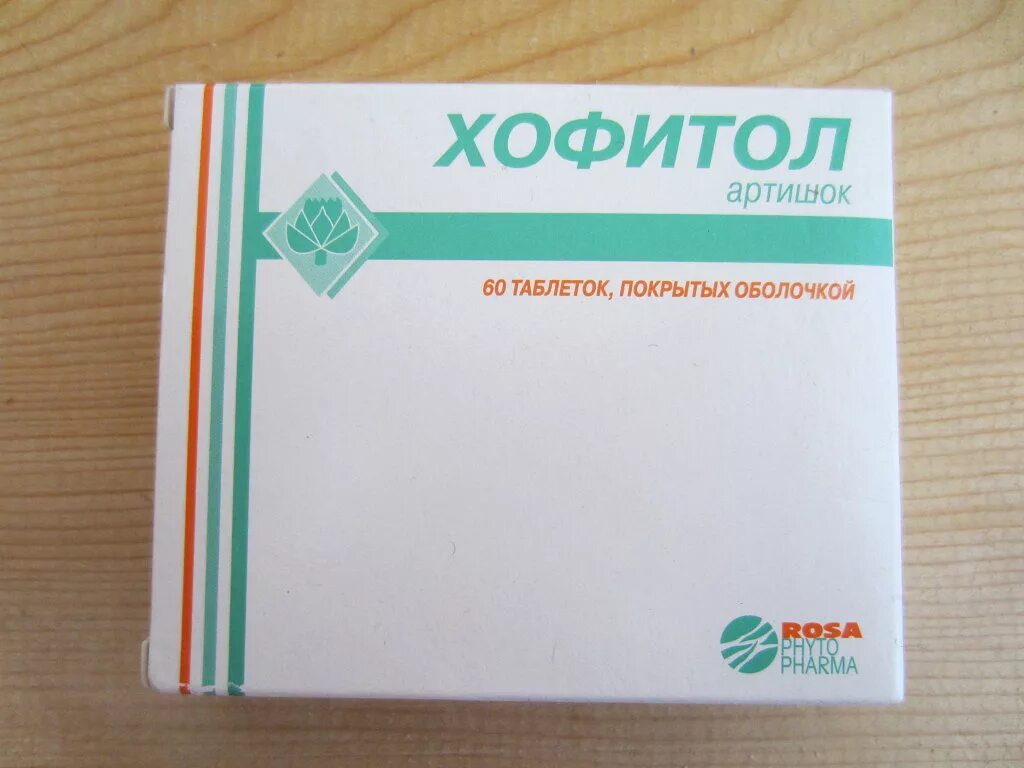 ХОФИТОЛ
артишок
60 ТАБЛЕТОК, ПОКРЫТЫХ ОБОЛОЧКОЙ
ROSA
PHYTO
PHARMA